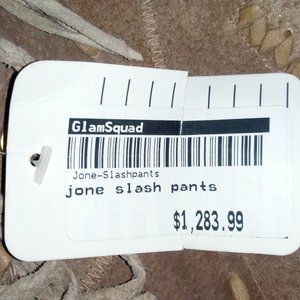 GlamSquad
Jone-Slashpants
jone slash pants
$1,283.99